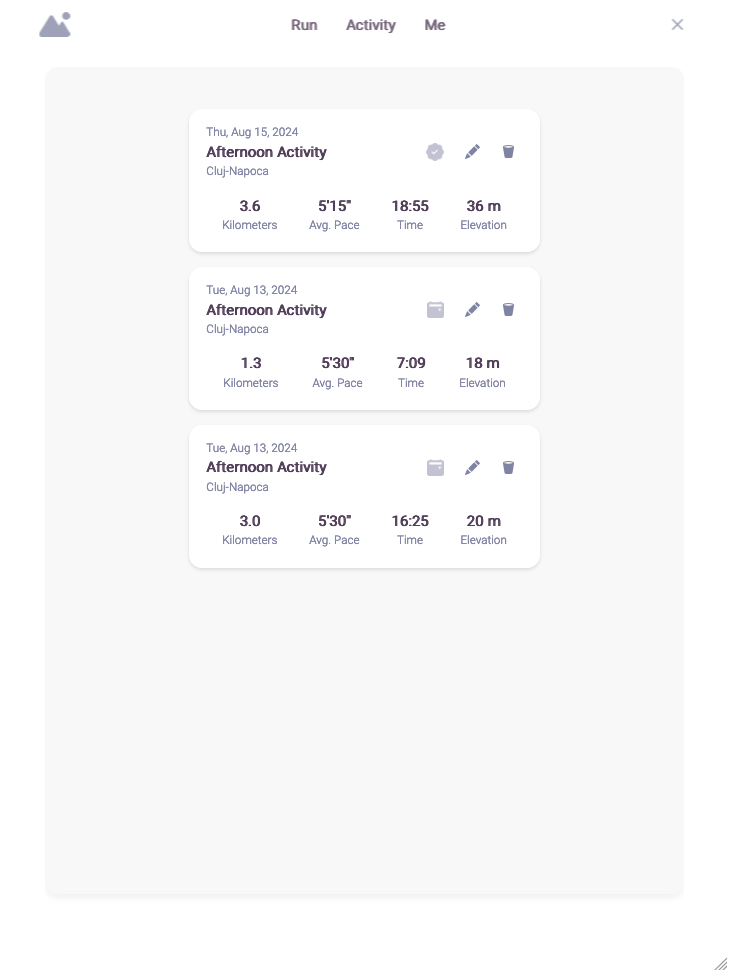 Run Activity Me
Thu, Aug 15, 2024
Afternoon Activity
Cluj-Napoca
3.6 5'15" 18:55 36 m
Kilometers Avg. Pace Time Elevation
Tue, Aug 13, 2024
Afternoon Activity
Cluj-Napoca
1.3 5'30" 7:09 18 m
Kilometers Avg. Pace Time Elevation
Tue, Aug 13, 2024
Afternoon Activity
Cluj-Napoca
3.0 5'30" 16:25 20 m
Kilometers Avg. Pace Time Elevation